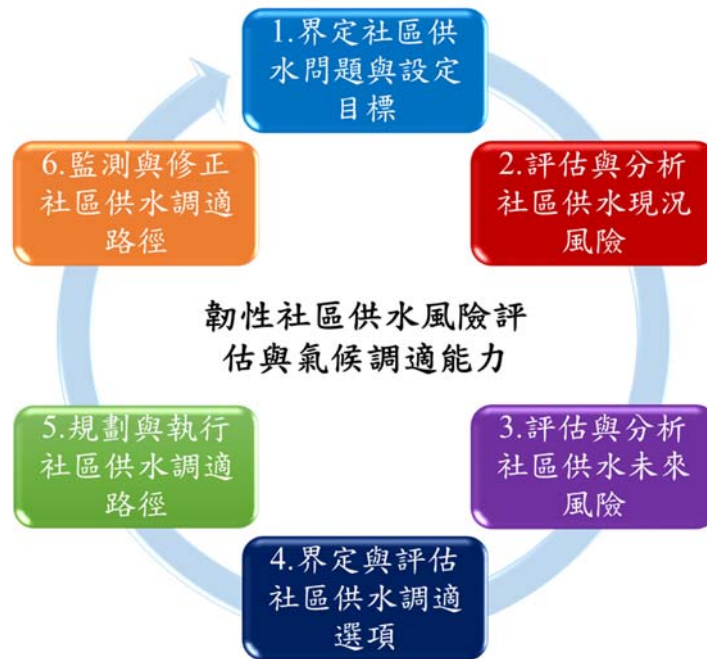 1.界定社區供
水問題與設定
目標
2.評估與分析
社區供水現況
風險
3.評估與分析
社區供水未來
風險
4.界定與評估
社區供水調適
選項
5.規劃與執行
社區供水調適
路徑
6.監測與修正
社區供水調適
路徑
韌性社區供水風險評
估與氣候調適能力